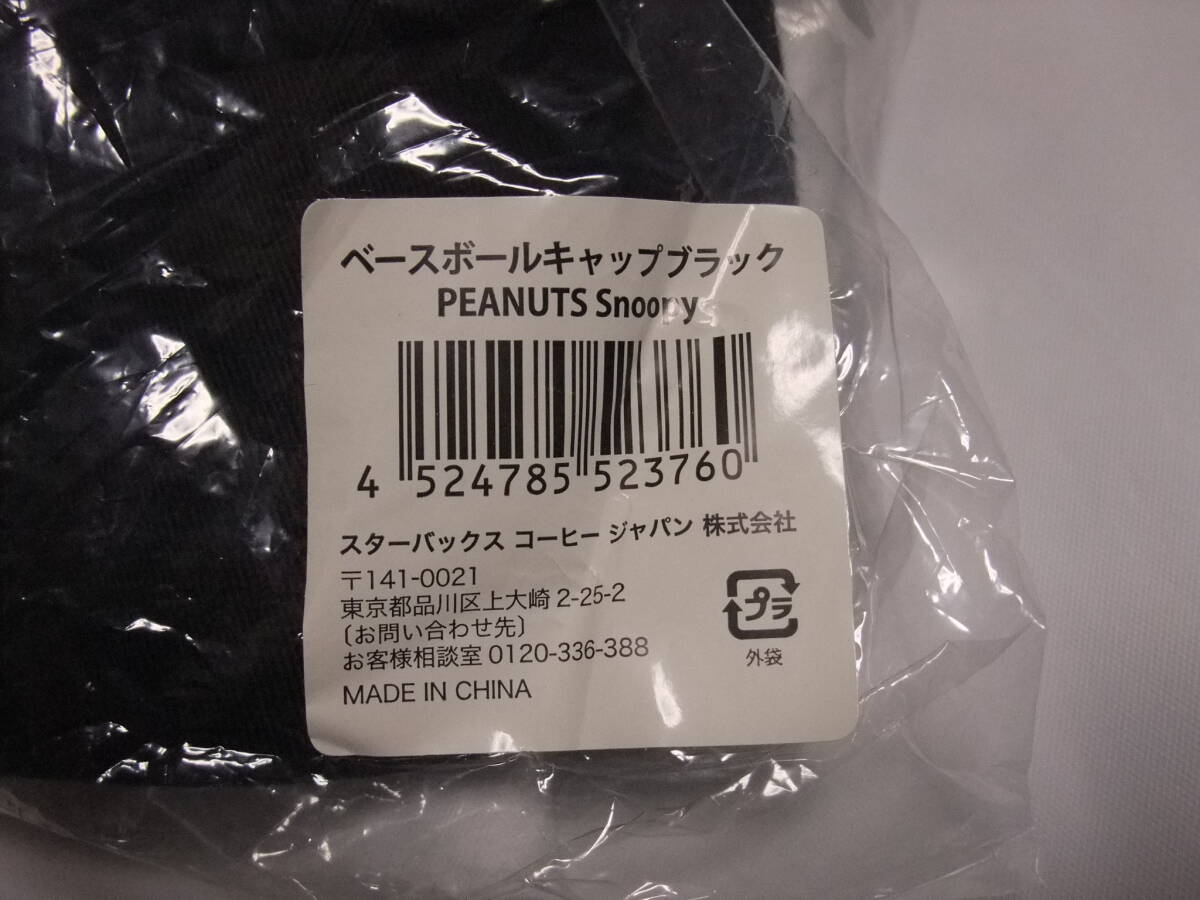 ベースボールキャップブラック
PEANUTS Snoopy
4 524785 523760
スターバックス コーヒー ジャパン 株式会社
〒141-0021
東京都品川区上大崎 2-25-2
〔お問い合わせ先〕
お客様相談室 0120-336-388
MADE IN CHINA
プラ
外袋